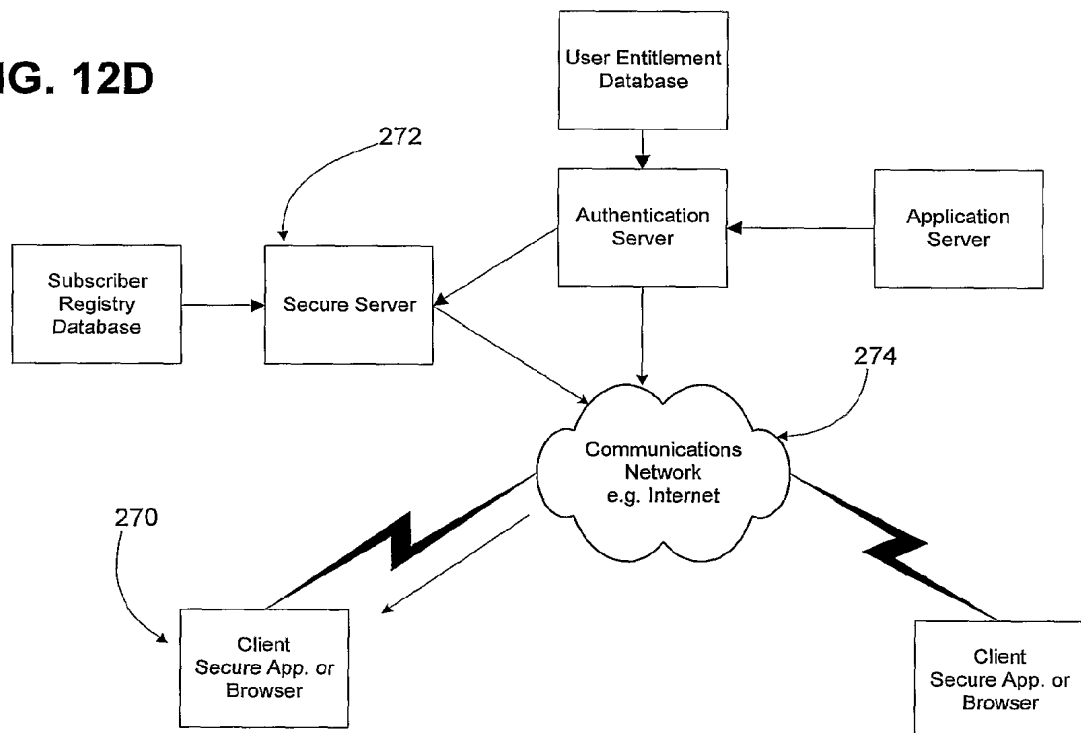 IG. 12D
User Entitlement
Database
272
Authentication
Server
Application
Server
Subscriber
Registry
Database
Secure Server
274
Communications
Network
e.g. Internet
270
Client
Secure App. or
Browser
Client
Secure App. or
Browser